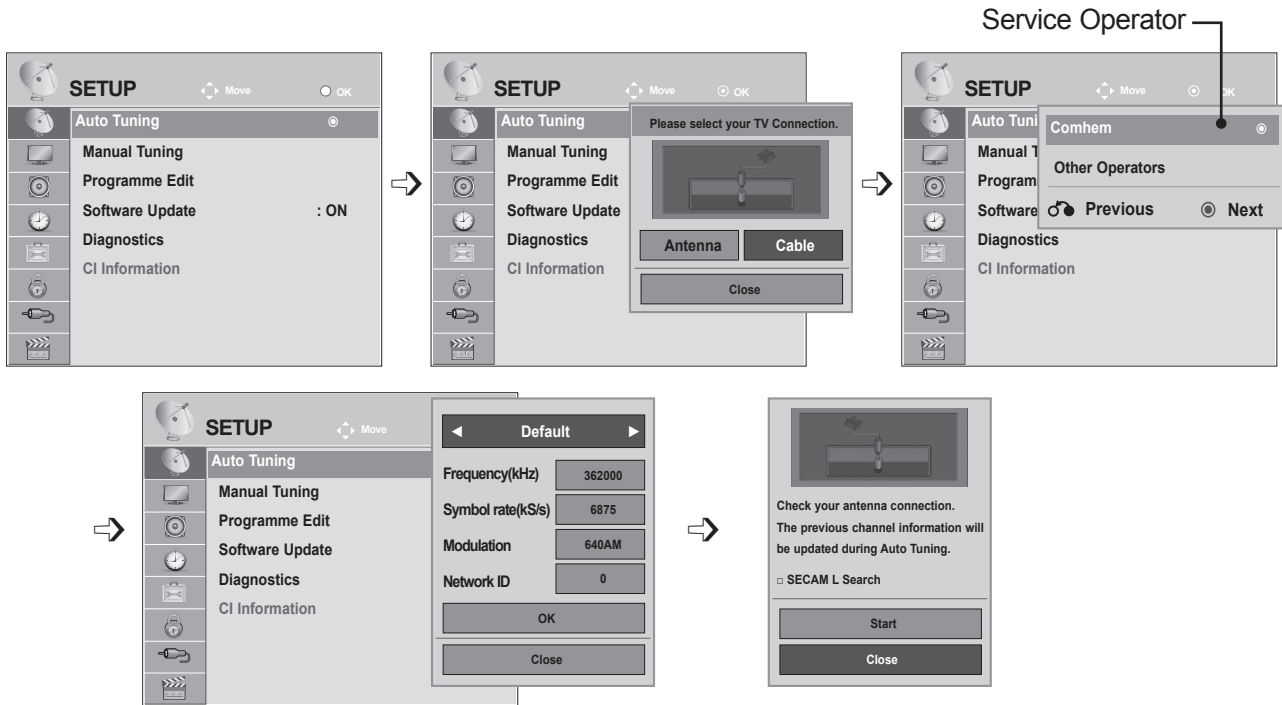 Service Operator
SETUP Move OK
Auto Tuning
Manual Tuning
Programme Edit
Software Update : ON
Diagnostics
CI Information
SETUP Move OK
Auto Tuning
Manual Tuning
Programme Edit
Software Update
Diagnostics
CI Information
Please select your TV Connection.
Antenna Cable
Close
SETUP Move OK
Auto Tuni
Manual T
Program
Software
Diagnostics
CI Information
Comhem
Other Operators
Previous Next
SETUP Move
Auto Tuning
Manual Tuning
Programme Edit
Software Update
Diagnostics
CI Information
◄ Default ►
Frequency(kHz) 362000
Symbol rate(kS/s) 6875
Modulation 640AM
Network ID 0
OK
Close
Check your antenna connection.
The previous channel information will
be updated during Auto Tuning.
□ SECAM L Search
Start
Close